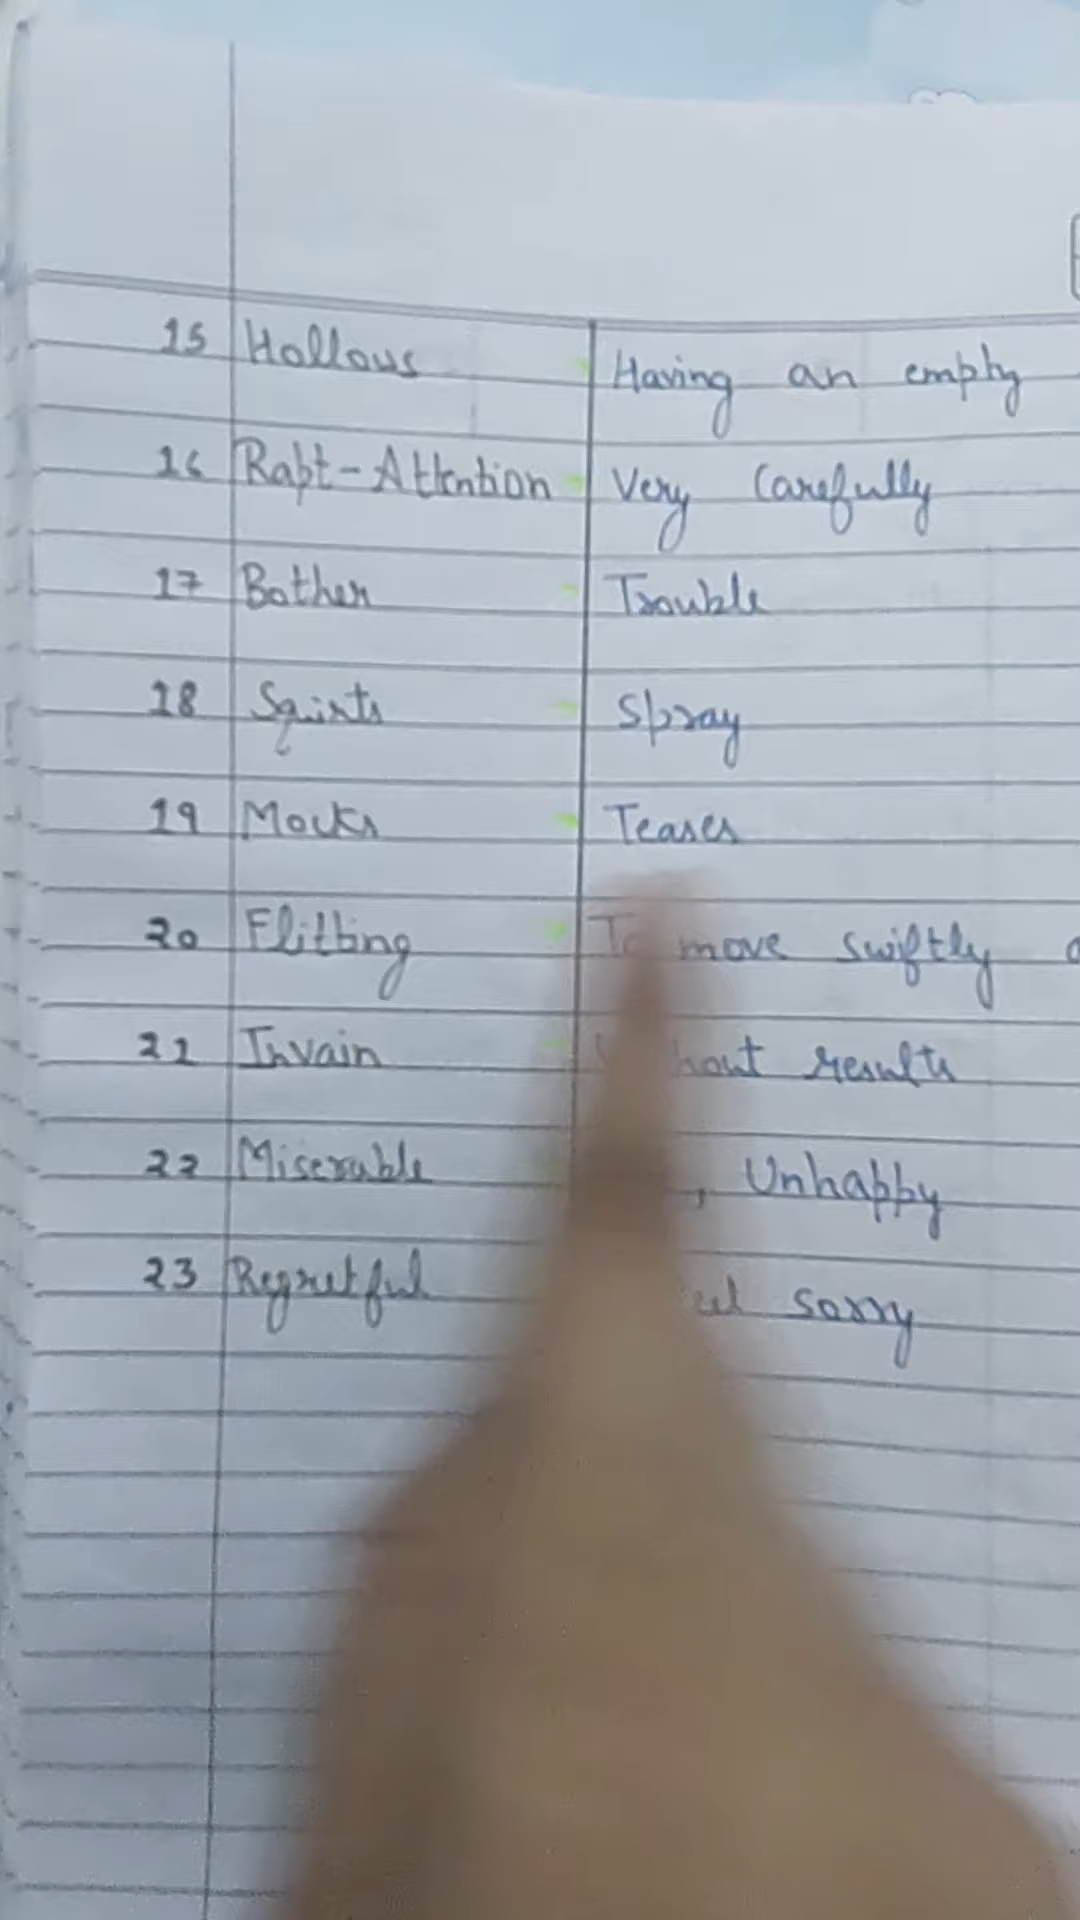 15 Hollows Having an empty
16 Rapt-Attention Very Carefully
17 Bother Trouble
18 Squirts Spray
19 Mocks Teases
20 Flitting To move swiftly
21 Invain results
22 Miserable , Unhappy
23 Regretful sorry